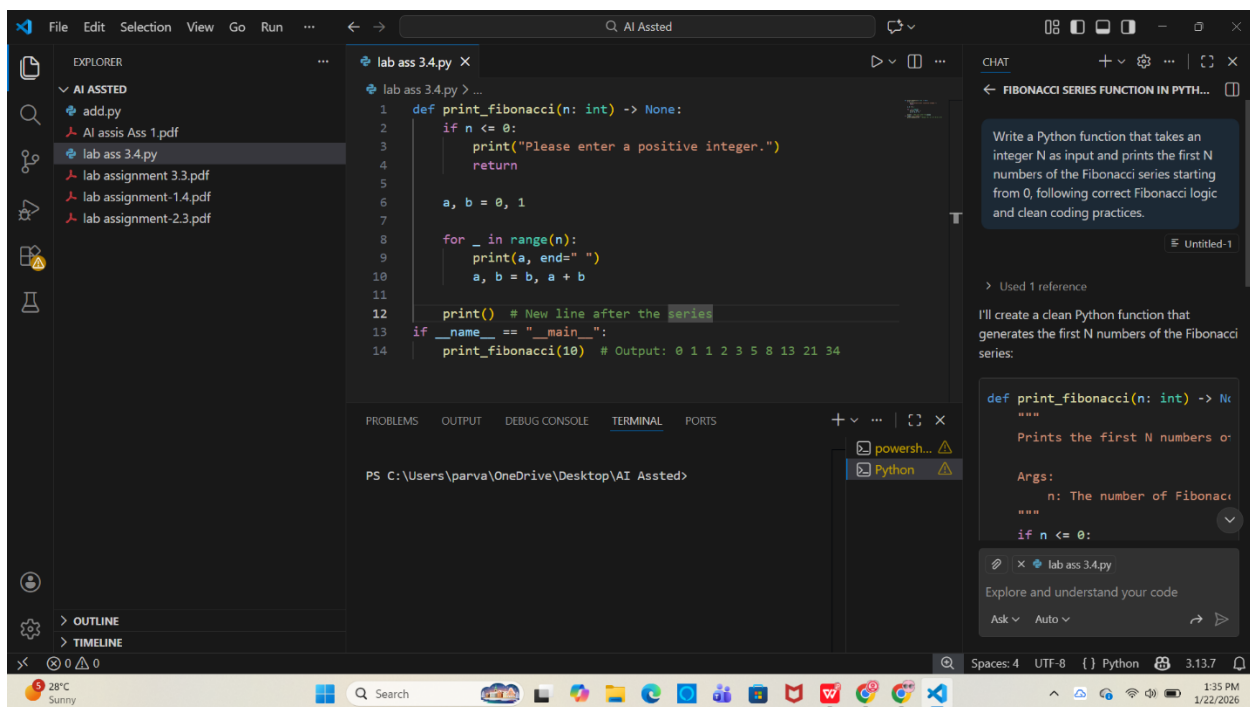 File Edit Selection View Go Run ··· ← → AI Assted
EXPLORER ···
AI ASSTED
add.py
AI assis Ass 1.pdf
lab ass 3.4.py
lab assignment 3.3.pdf
lab assignment-1.4.pdf
lab assignment-2.3.pdf
OUTLINE
TIMELINE
lab ass 3.4.py ×
lab ass 3.4.py > ...
1 def print_fibonacci(n: int) -> None:
2 if n <= 0:
3 print("Please enter a positive integer.")
4 return
5
6 a, b = 0, 1
7
8 for _ in range(n):
9 print(a, end=" ")
10 a, b = b, a + b
11
12 print() # New line after the series
13 if __name__ == "__main__":
14 print_fibonacci(10) # Output: 0 1 1 2 3 5 8 13 21 34
PROBLEMS OUTPUT DEBUG CONSOLE TERMINAL PORTS
PS C:\Users\parva\OneDrive\Desktop\AI Assted>
powersh...
Python
CHAT
FIBONACCI SERIES FUNCTION IN PYTH...
Write a Python function that takes an
integer N as input and prints the first N
numbers of the Fibonacci series starting
from 0, following correct Fibonacci logic
and clean coding practices.
Untitled-1
> Used 1 reference
I'll create a clean Python function that
generates the first N numbers of the Fibonacci
series:
def print_fibonacci(n: int) -> No
"""
Prints the first N numbers o
Args:
n: The number of Fibonacc
"""
if n <= 0:
lab ass 3.4.py
Explore and understand your code
Ask Auto
0 0 Spaces: 4 UTF-8 { } Python 3.13.7
5
28°C
Sunny
Search
1:35 PM
1/22/2026